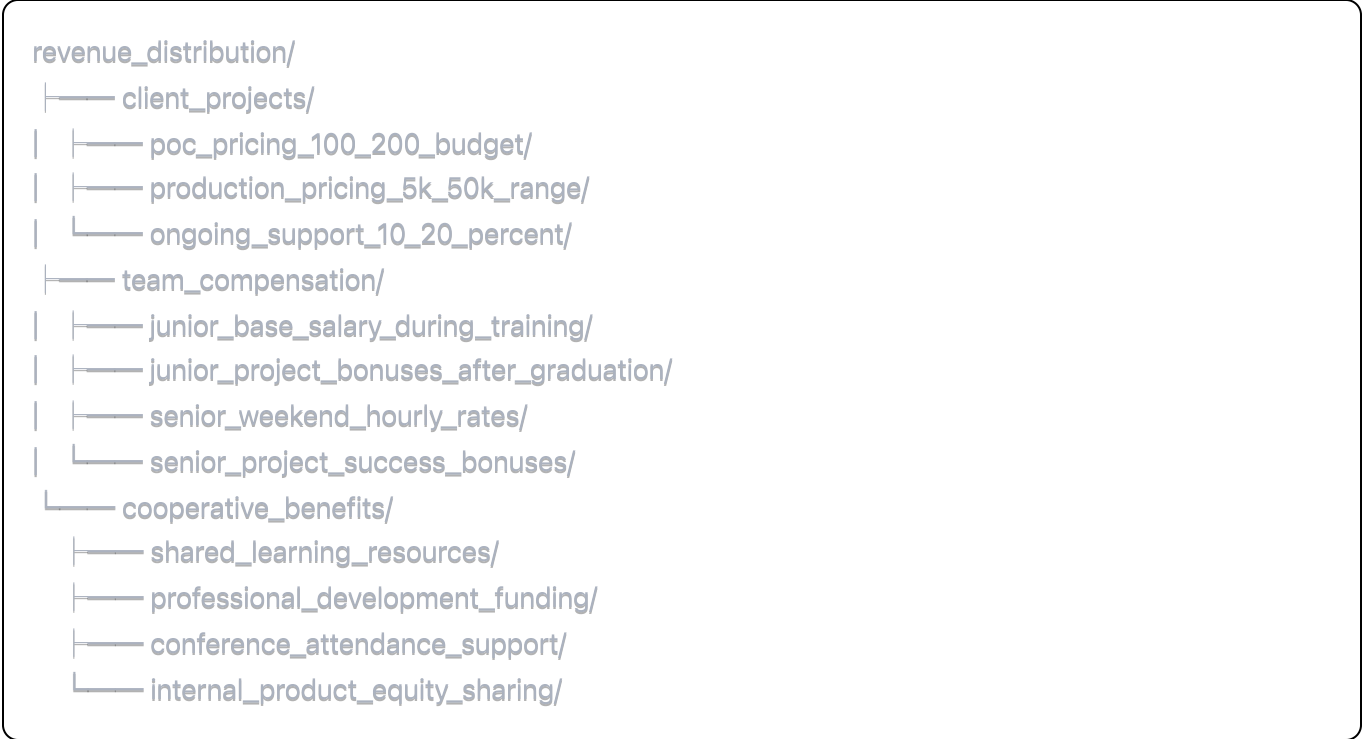 revenue_distribution/
├── client_projects/
│   ├── poc_pricing_100_200_budget/
│   ├── production_pricing_5k_50k_range/
│   └── ongoing_support_10_20_percent/
├── team_compensation/
│   ├── junior_base_salary_during_training/
│   ├── junior_project_bonuses_after_graduation/
│   ├── senior_weekend_hourly_rates/
│   └── senior_project_success_bonuses/
└── cooperative_benefits/
    ├── shared_learning_resources/
    ├── professional_development_funding/
    ├── conference_attendance_support/
    └── internal_product_equity_sharing/